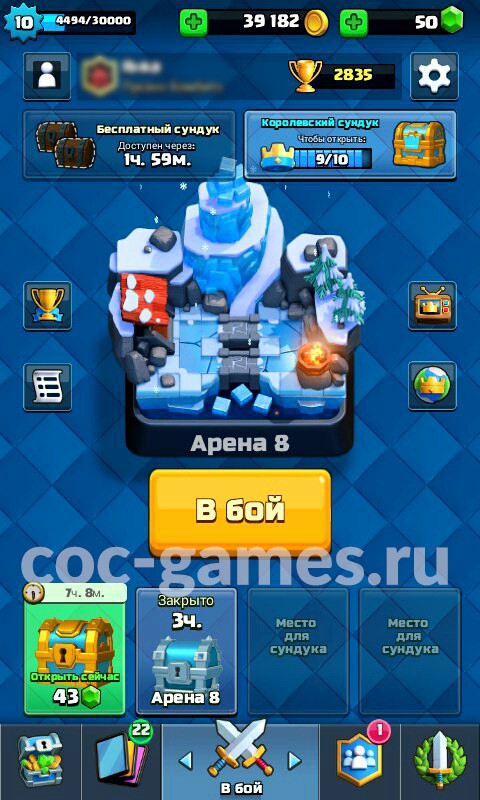 10
4494/30000
39 182
50
2835
Бесплатный сундук
Доступен через:
1ч. 59м.
Королевский сундук
Чтобы открыть:
9/10
Арена 8
В бой
coc-games.ru
7ч. 8м.
Открыть сейчас
43
Закрыто
3ч.
Арена 8
Место
для
сундука
Место
для
сундука
22
В бой
1